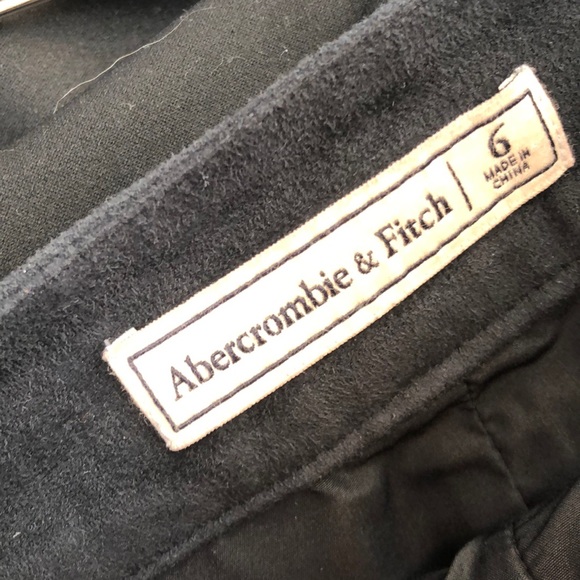 Abercrombie & Fitch
6
MADE IN
CHINA